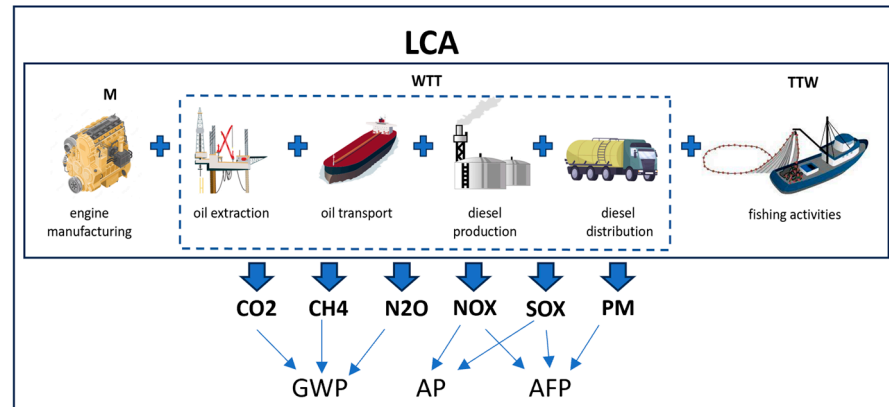 LCA
M
WTT
TTW
engine
manufacturing
oil extraction
oil transport
diesel
production
diesel
distribution
fishing activities
CO2
CH4
N2O
NOX
SOX
PM
GWP
AP
AFP